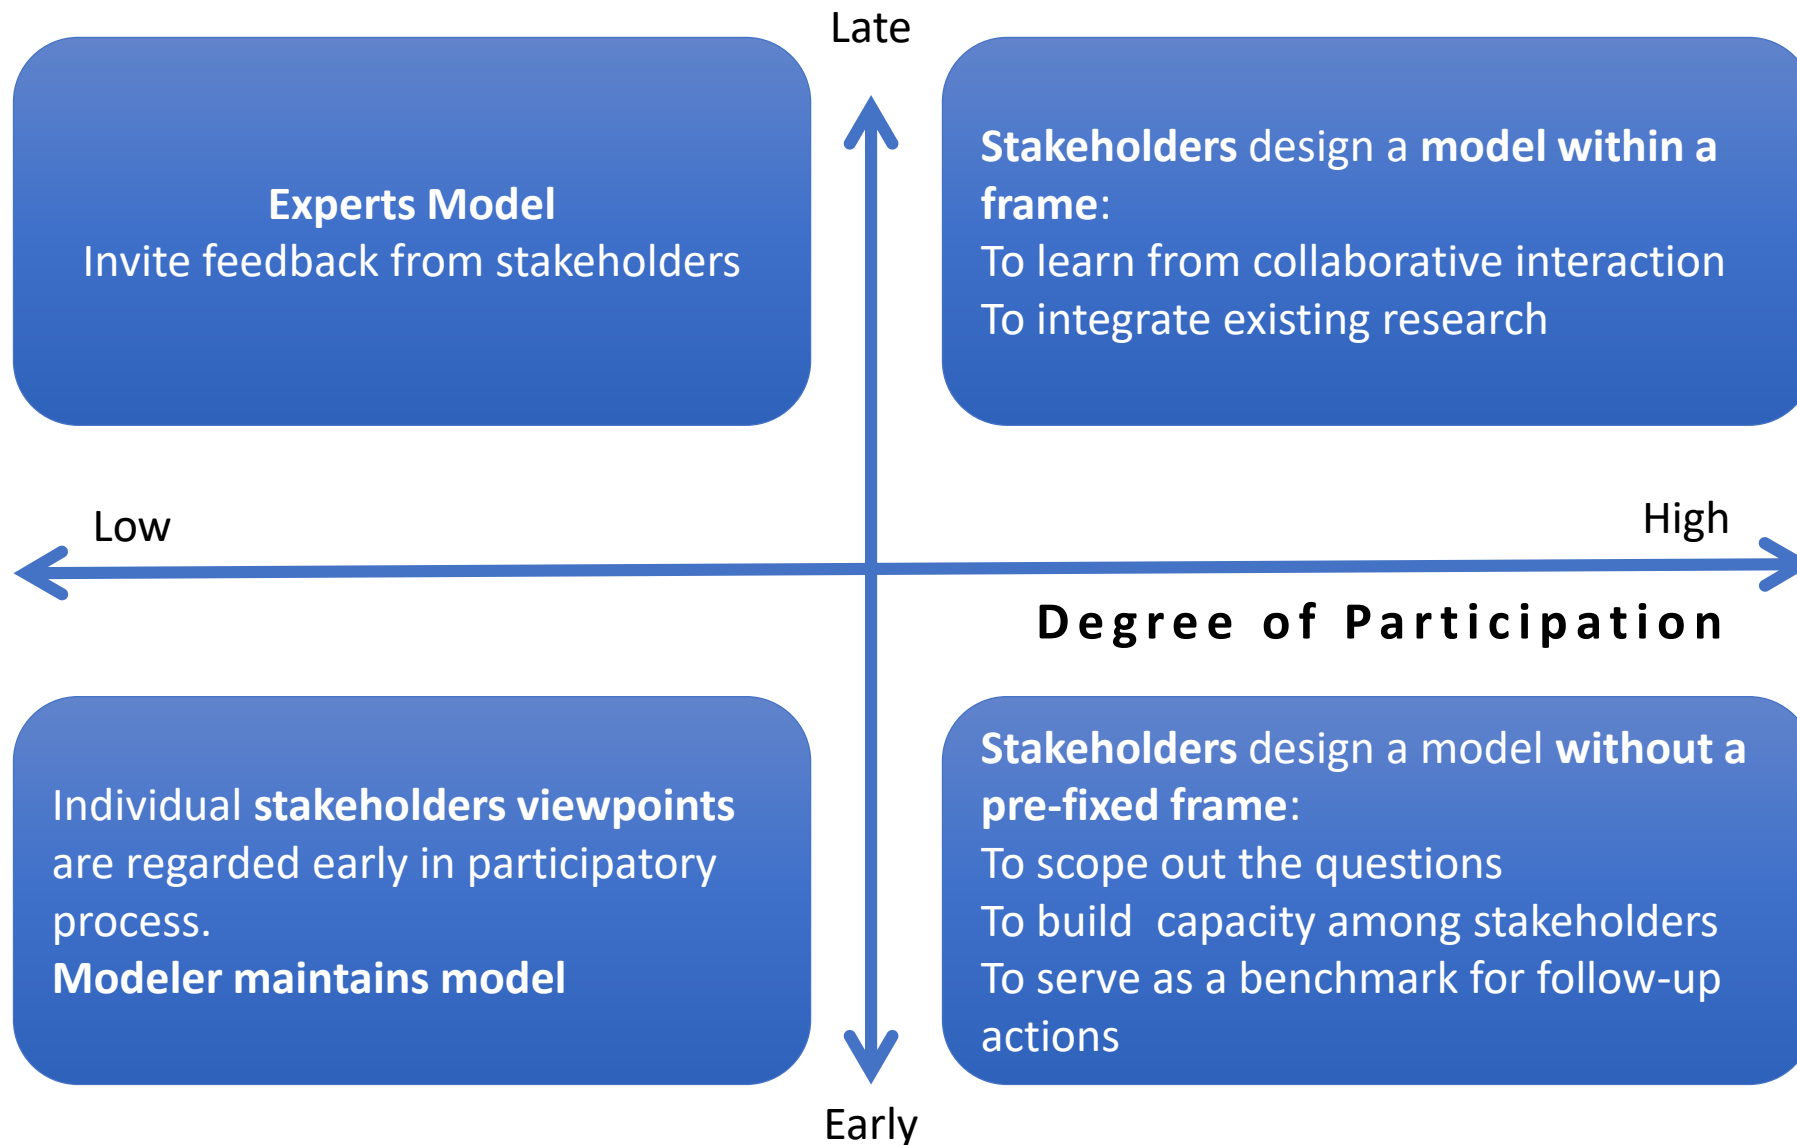 Late
Experts Model
Invite feedback from stakeholders
Stakeholders design a model within a
frame:
To learn from collaborative interaction
To integrate existing research
Low
High
Degree of Participation
Individual stakeholders viewpoints
are regarded early in participatory
process.
Modeler maintains model
Stakeholders design a model without a
pre-fixed frame:
To scope out the questions
To build  capacity among stakeholders
To serve as a benchmark for follow-up
actions
Early